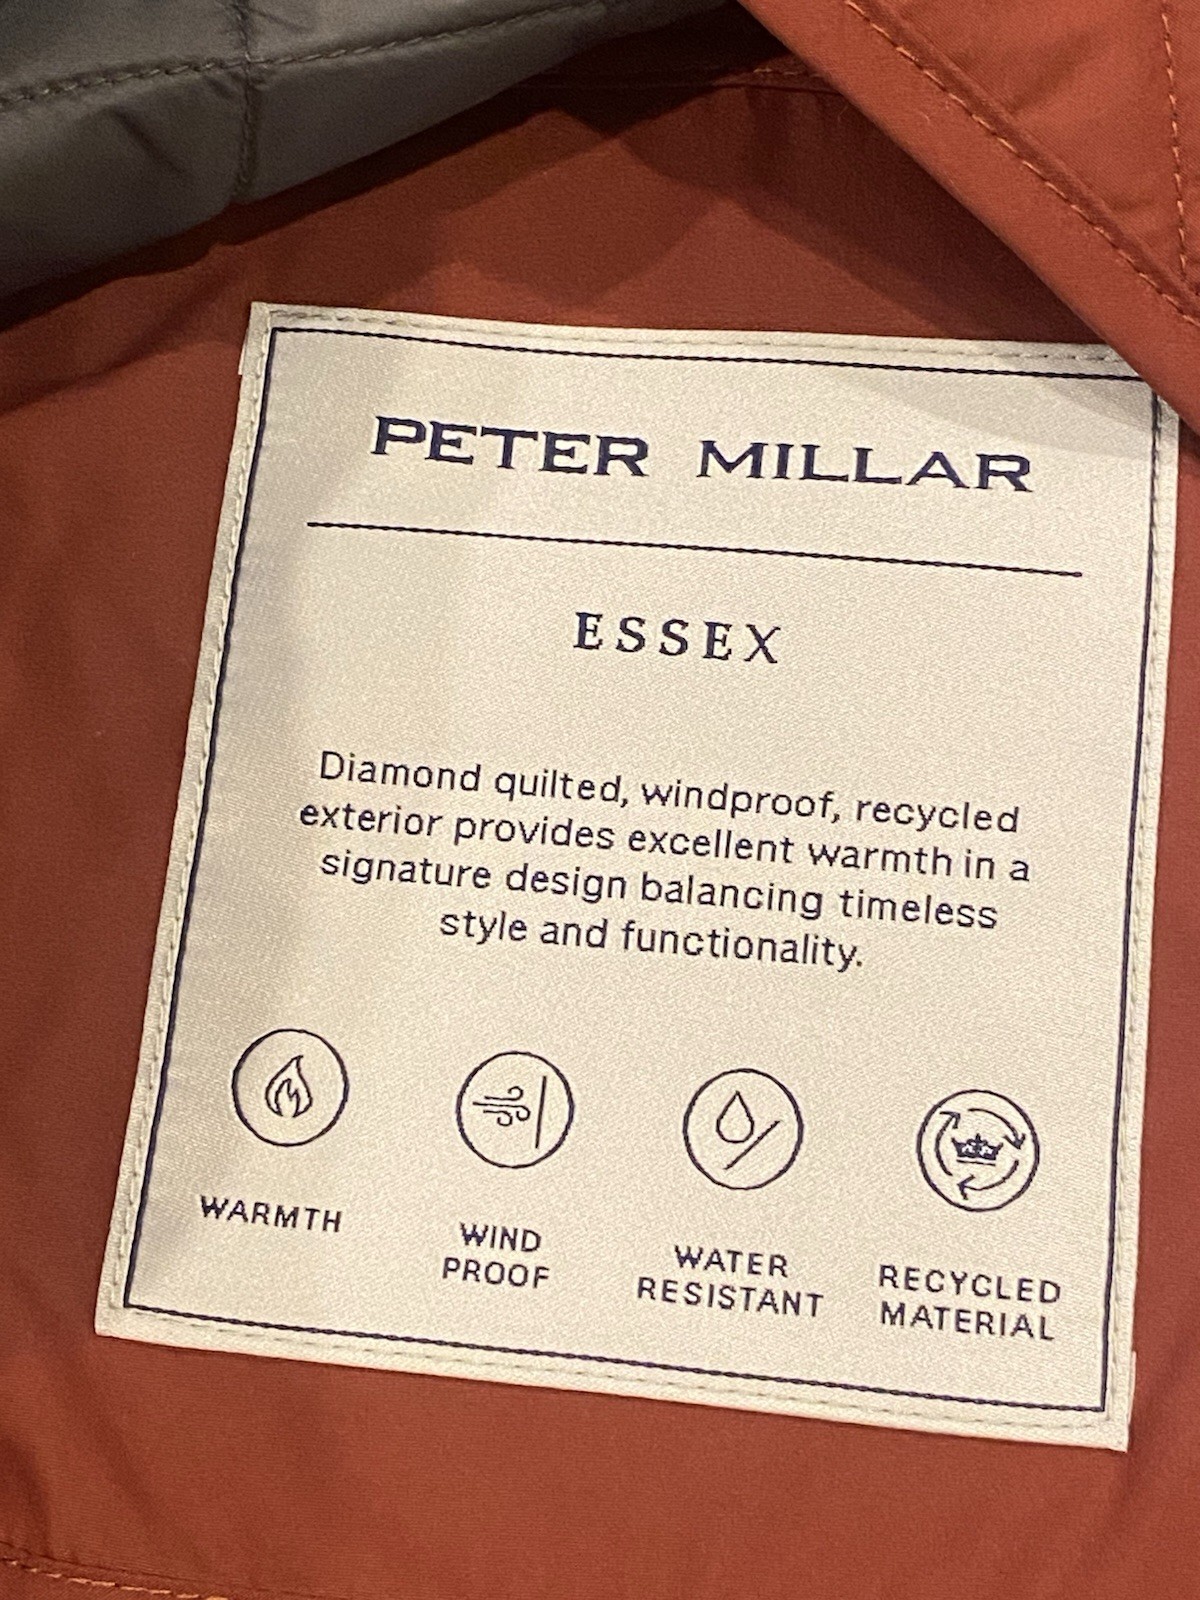 PETER MILLAR
ESSEX
Diamond quilted, windproof, recycled
exterior provides excellent warmth in a
signature design balancing timeless
style and functionality.
WARMTH
WIND
PROOF
WATER
RESISTANT
RECYCLED
MATERIAL